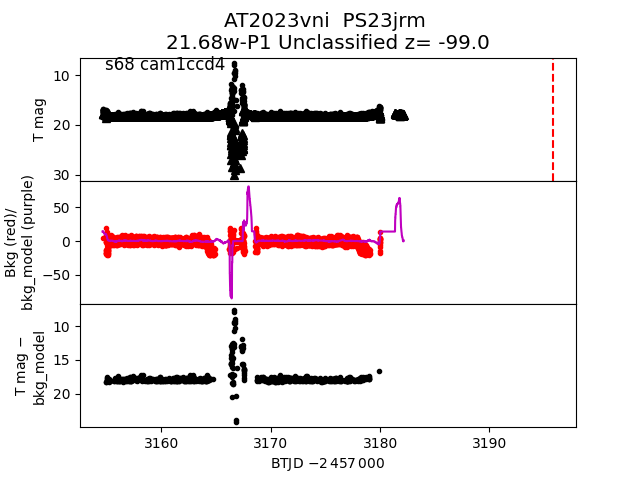 AT2023vni  PS23jrm
21.68w-P1 Unclassified z= -99.0
s68 cam1ccd4
10
20
30
T mag
50
0
−50
Bkg (red)/
bkg_model (purple)
10
15
20
T mag −
bkg_model
3160 3170 3180 3190
BTJD −2 457 000